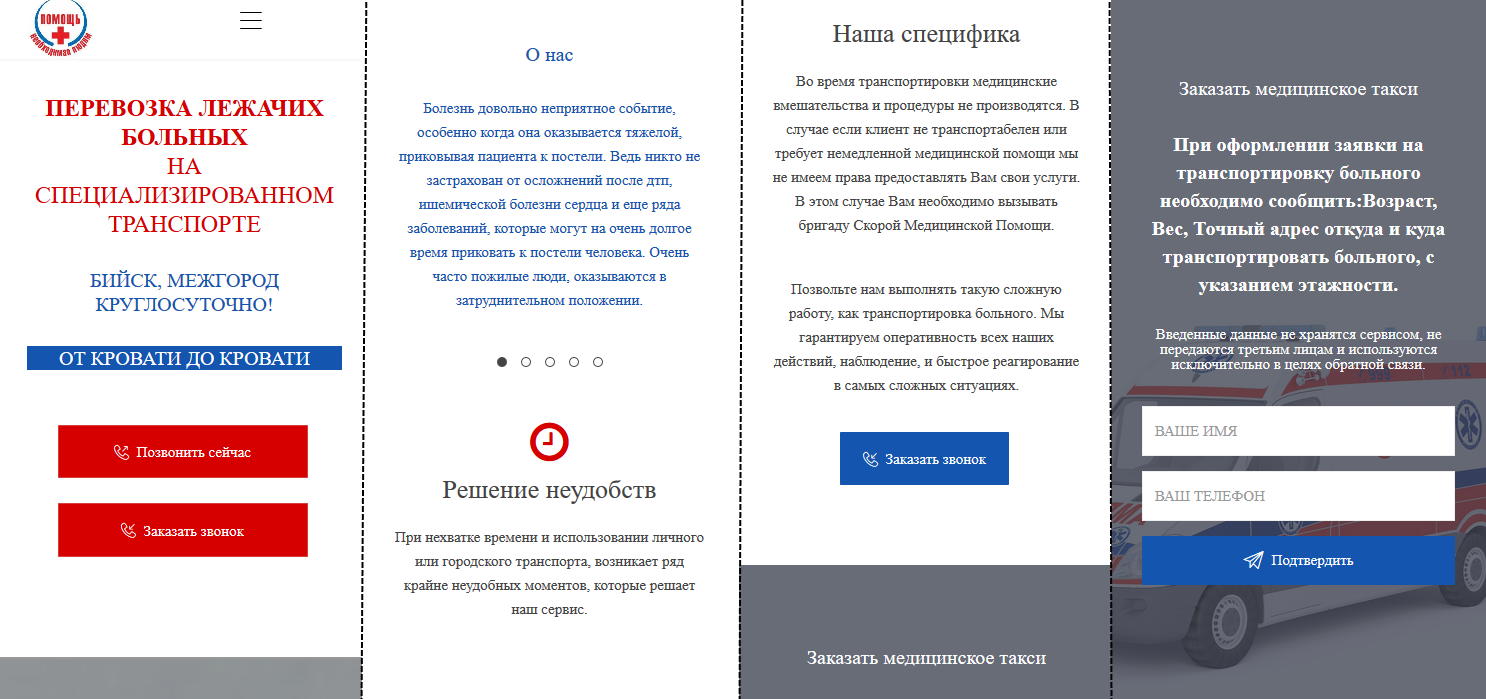 ПОМОЩЬ
необходимая людям
ПЕРЕВОЗКА ЛЕЖАЧИХ
БОЛЬНЫХ
НА
СПЕЦИАЛИЗИРОВАННОМ
ТРАНСПОРТЕ
БИЙСК, МЕЖГОРОД
КРУГЛОСУТОЧНО!
ОТ КРОВАТИ ДО КРОВАТИ
Позвонить сейчас
Заказать звонок
О нас
Болезнь довольно неприятное событие,
особенно когда она оказывается тяжелой,
приковывая пациента к постели. Ведь никто не
застрахован от осложнений после дтп,
ишемической болезни сердца и еще ряда
заболеваний, которые могут на очень долгое
время приковать к постели человека. Очень
часто пожилые люди, оказываются в
затруднительном положении.
Решение неудобств
При нехватке времени и использовании личного
или городского транспорта, возникает ряд
крайне неудобных моментов, которые решает
наш сервис.
Наша специфика
Во время транспортировки медицинские
вмешательства и процедуры не производятся. В
случае если клиент не транспортабелен или
требует немедленной медицинской помощи мы
не имеем права предоставлять Вам свои услуги.
В этом случае Вам необходимо вызывать
бригаду Скорой Медицинской Помощи.
Позвольте нам выполнять такую сложную
работу, как транспортировка больного. Мы
гарантируем оперативность всех наших
действий, наблюдение, и быстрое реагирование
в самых сложных ситуациях.
Заказать звонок
Заказать медицинское такси
Заказать медицинское такси
При оформлении заявки на
транспортировку больного
необходимо сообщить:Возраст,
Вес, Точный адрес откуда и куда
транспортировать больного, с
указанием этажности.
Введенные данные не хранятся сервисом, не
передаются третьим лицам и используются
исключительно в целях обратной связи.
112
ВАШЕ ИМЯ
ВАШ ТЕЛЕФОН
Подтвердить